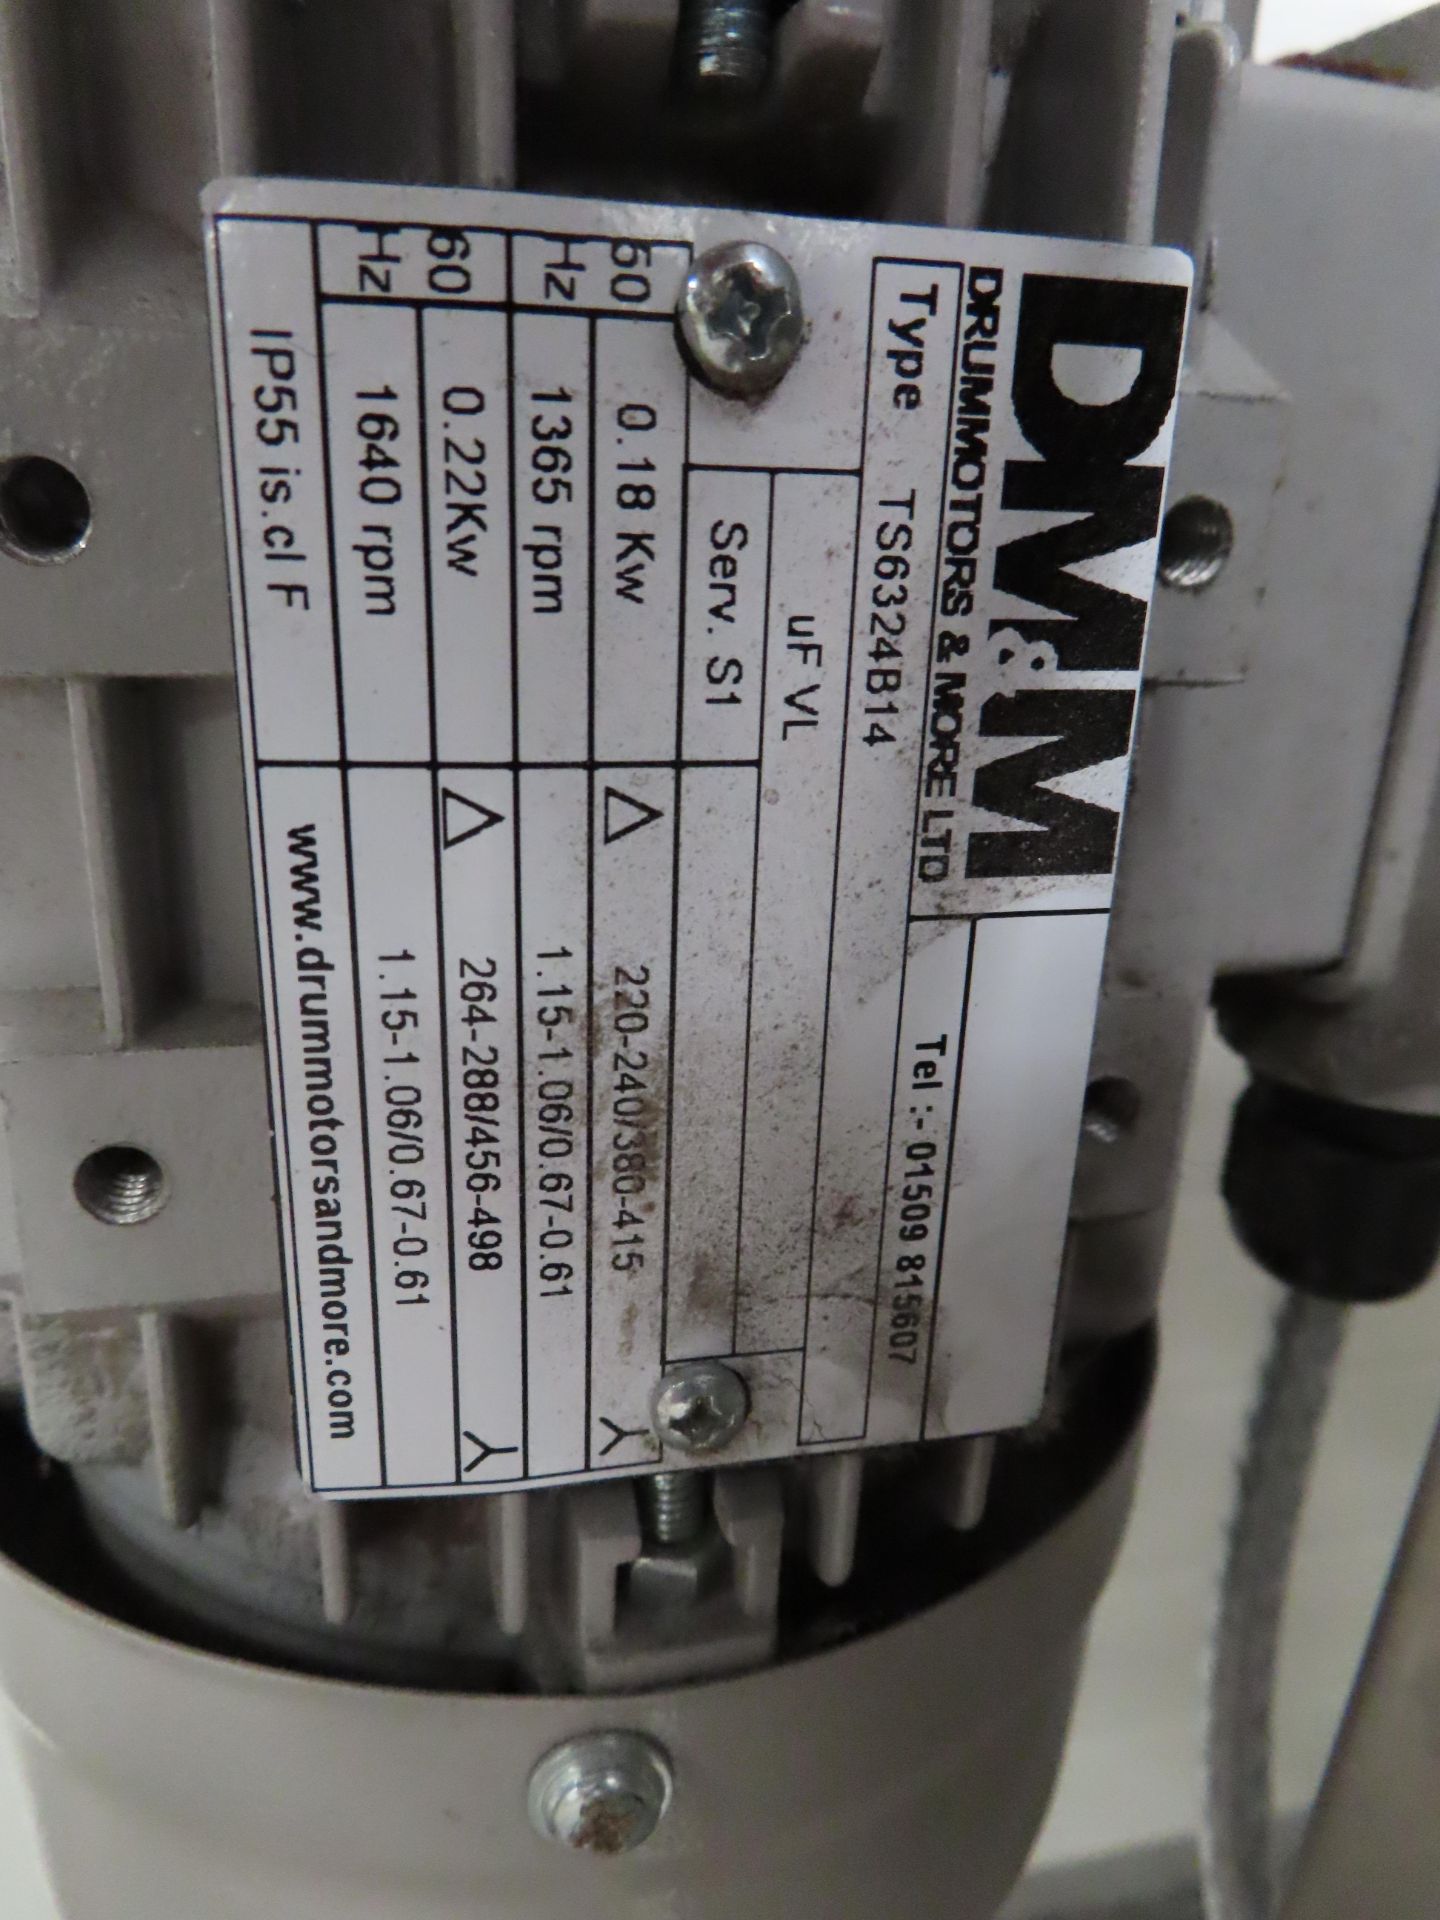 DM&M
DRUMMOTORS & MORE LTD
Tel :- 01509 815607
Type TS6324B14
uF VL
Serv. S1
50 Hz
0.18 Kw
△ 220-240/380-415 Y
1365 rpm
1.15-1.06/0.67-0.61
60 Hz
0.22Kw
△ 264-288/456-498 Y
1640 rpm
1.15-1.06/0.67-0.61
IP55 is.cl F
www.drummotorsandmore.com